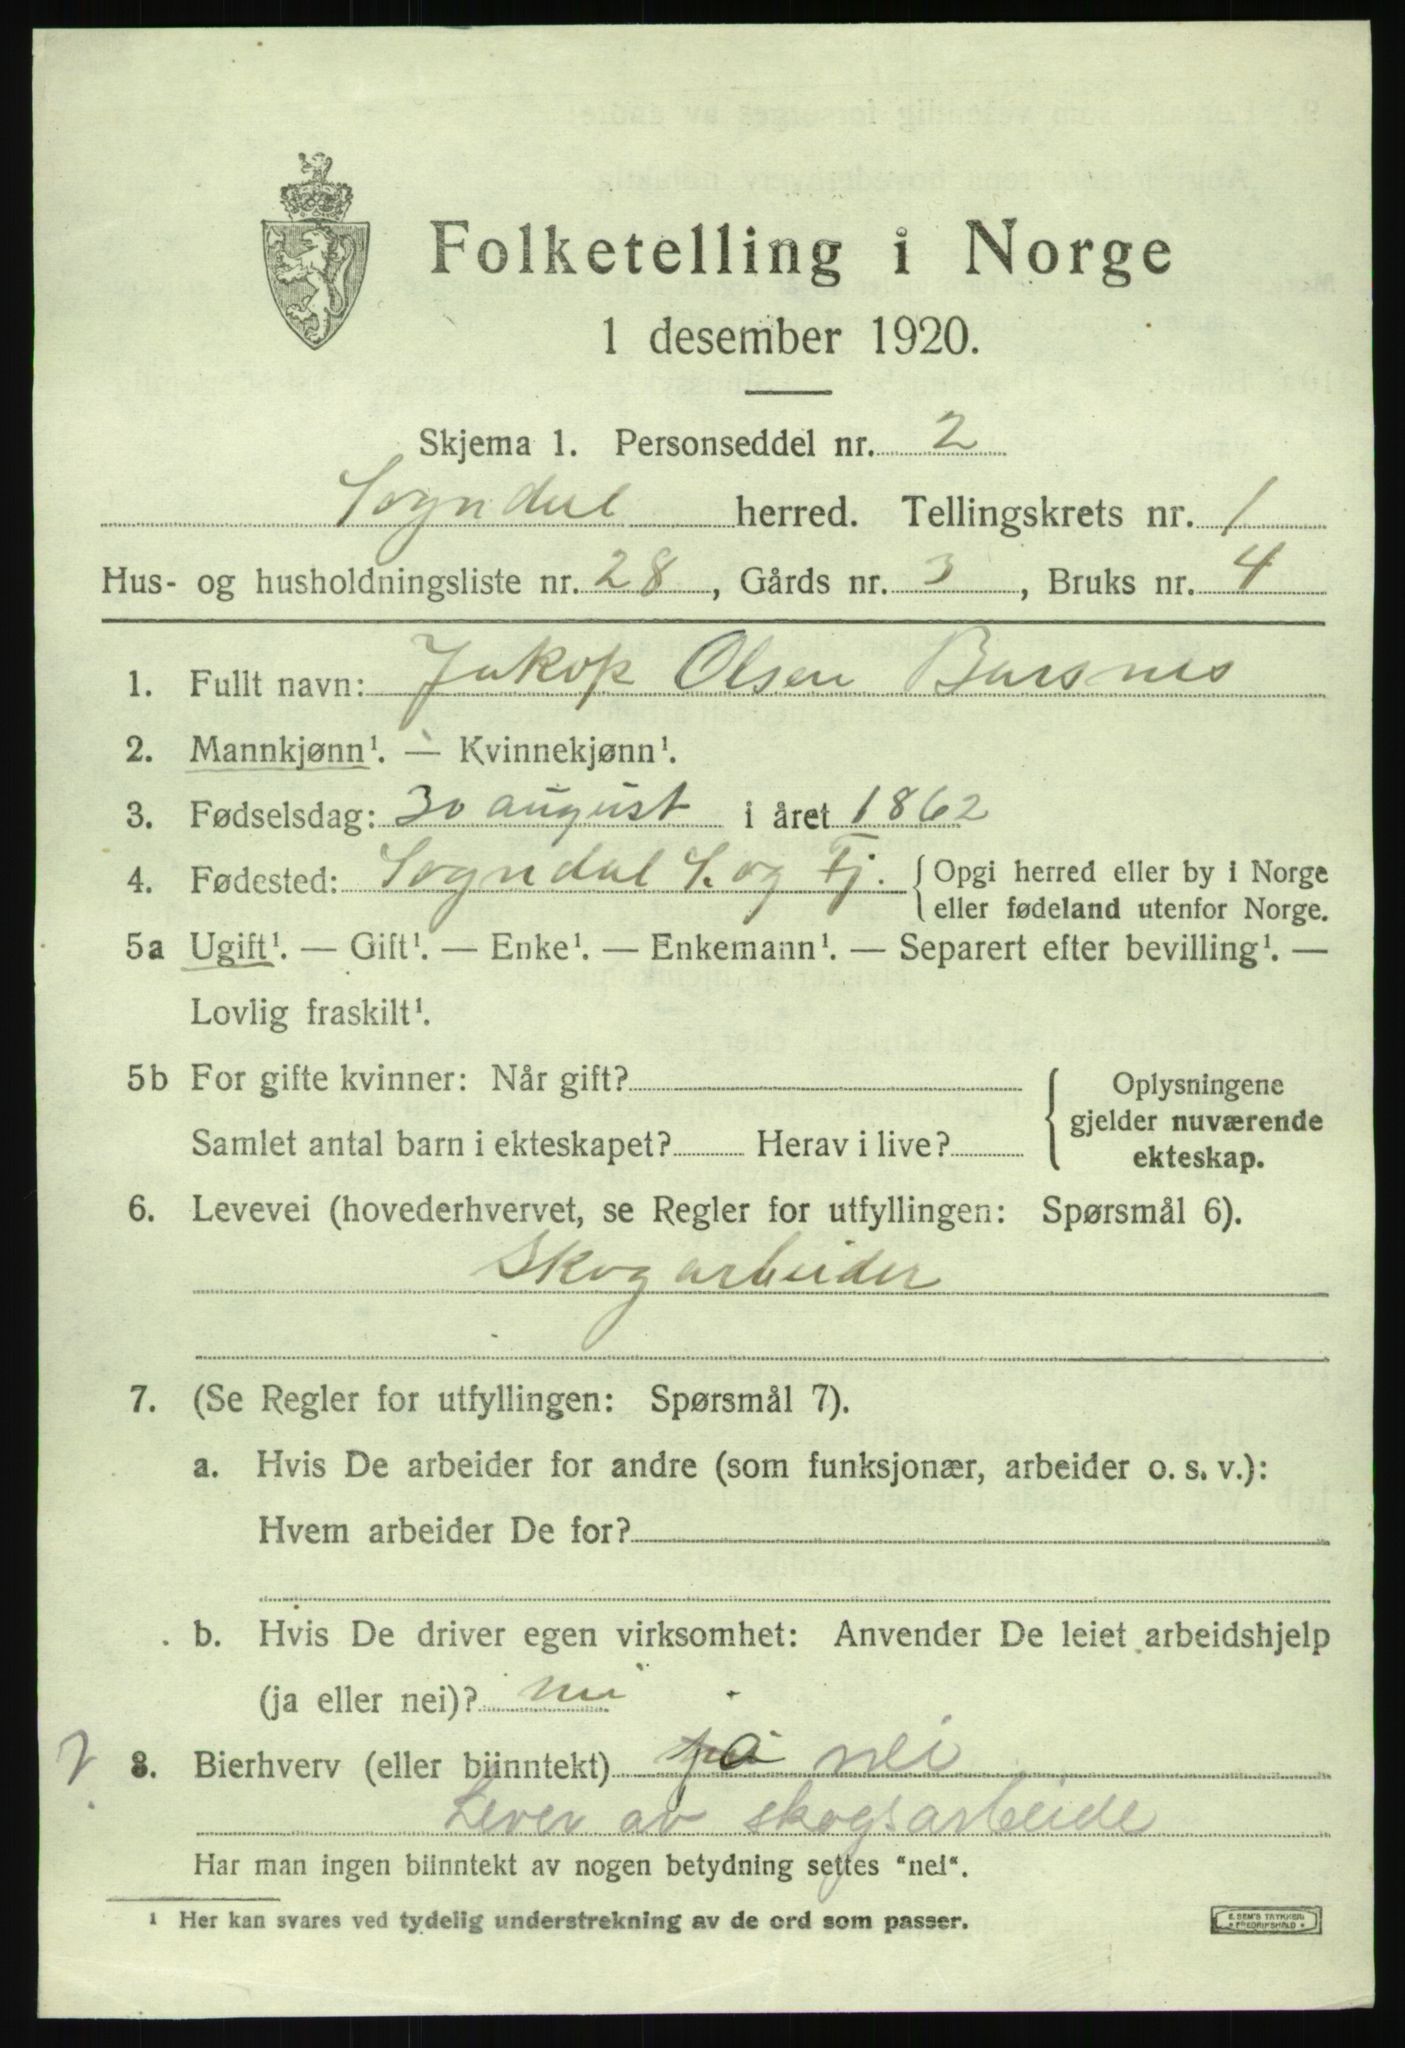 Folketelling i Norge
1 desember 1920.
Skjema 1. Personseddel nr. 2
Sogndal herred. Tellingskrets nr. 1
Hus- og husholdningsliste nr. 28, Gårds nr. 3, Bruks nr. 4
1. Fullt navn: Jakop Olsen Barsnes
2. Mannkjønn¹. — Kvinnekjønn¹.
3. Fødselsdag: 30 august i året 1862
4. Fødested: Sogndal S. og Fj. { Opgi herred eller by i Norge
eller fødeland utenfor Norge.
5a Ugift¹. — Gift¹. — Enke¹. — Enkemann¹. — Separert efter bevilling¹. —
Lovlig fraskilt¹.
5b For gifte kvinner: Når gift?
Samlet antal barn i ekteskapet? Herav i live?
{ Oplysningene
gjelder nuværende
ekteskap.
6. Levevei (hovederhvervet, se Regler for utfyllingen: Spørsmål 6).
Skogarbeider
7. (Se Regler for utfyllingen: Spørsmål 7).
a. Hvis De arbeider for andre (som funksjonær, arbeider o. s. v.):
Hvem arbeider De for?
b. Hvis De driver egen virksomhet: Anvender De leiet arbeidshjelp
(ja eller nei)? nei
8. Bierhverv (eller biinntekt) nei
Lever av skogsarbeide
Har man ingen biinntekt av nogen betydning settes "nei".
¹ Her kan svares ved tydelig understrekning av de ord som passer.
E. SEM'S TRYKKERI
FREDRIKSHALD